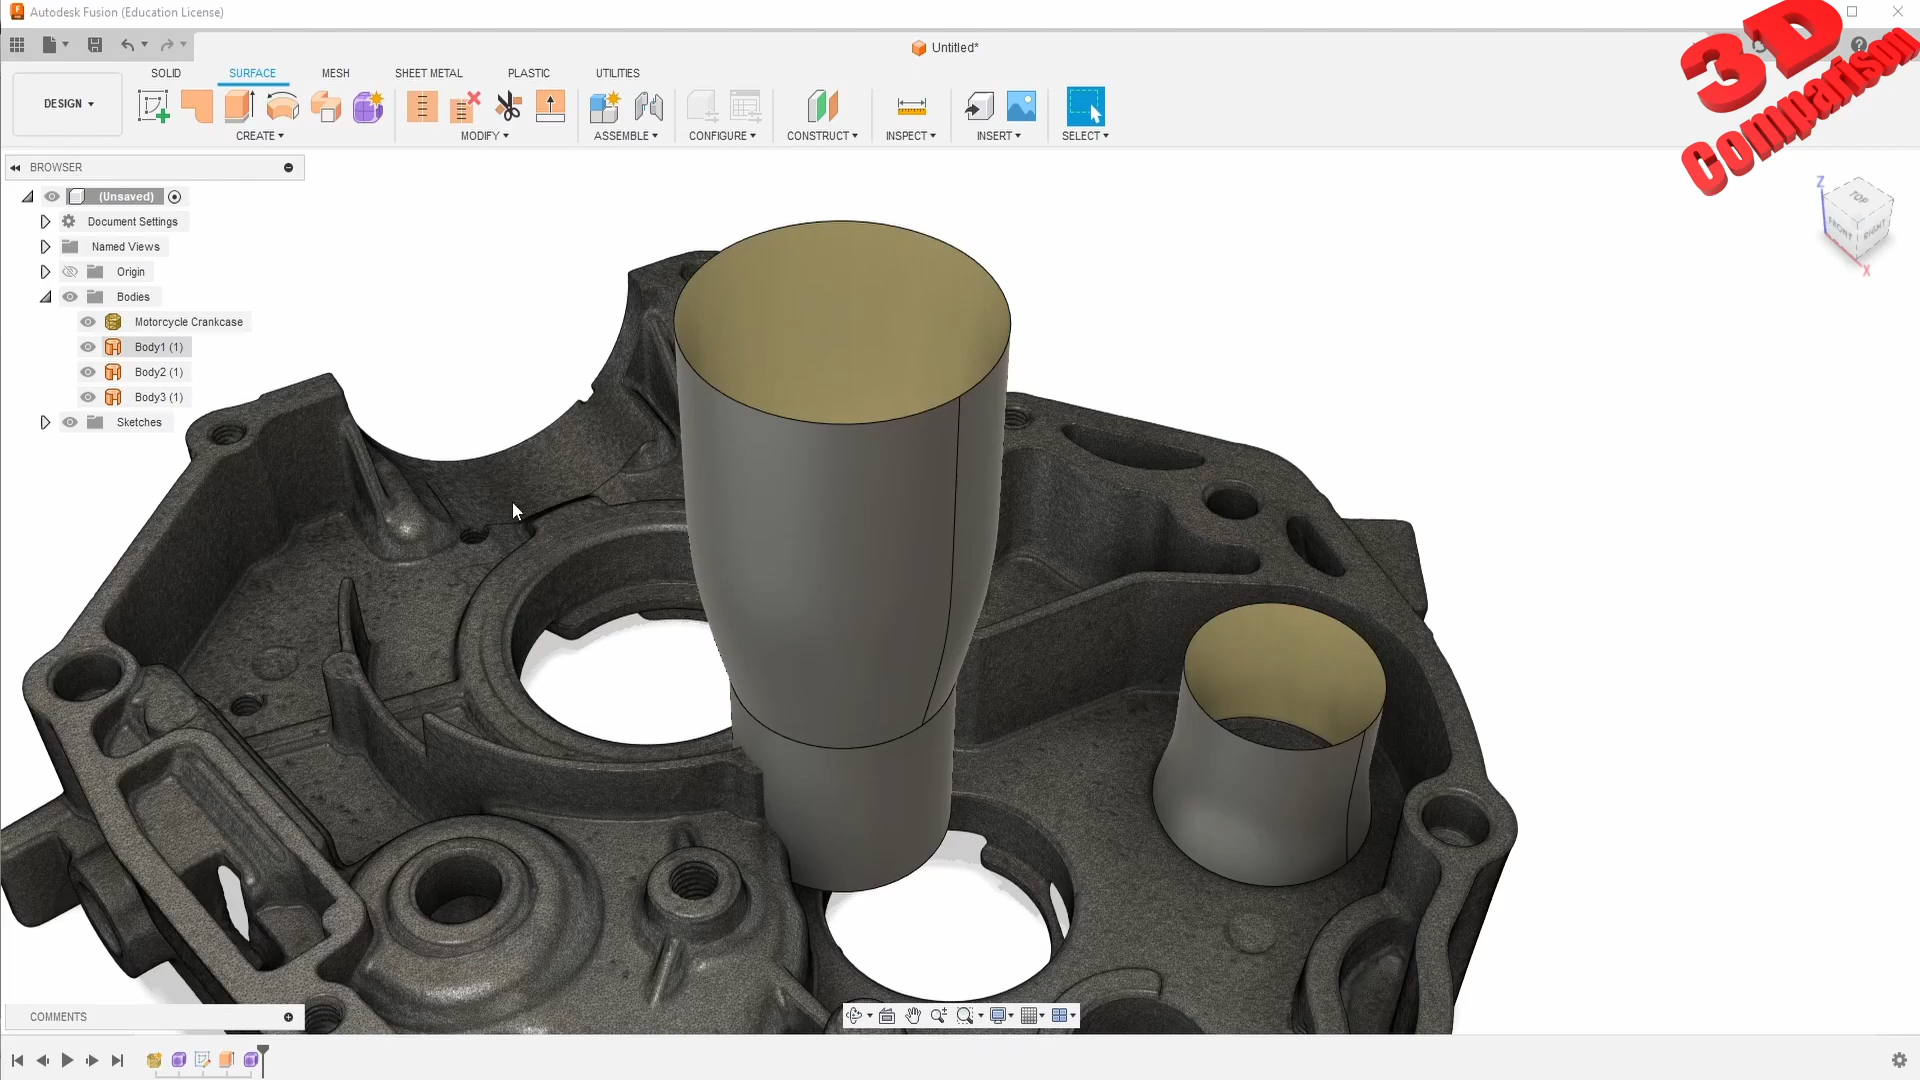 Autodesk Fusion (Education License)
Untitled*
3D
Comparison
SOLID SURFACE MESH SHEET METAL PLASTIC UTILITIES
DESIGN
CREATE MODIFY ASSEMBLE CONFIGURE CONSTRUCT INSPECT INSERT SELECT
BROWSER
(Unsaved)
Document Settings
Named Views
Origin
Bodies
Motorcycle Crankcase
Body1 (1)
Body2 (1)
Body3 (1)
Sketches
Z
TOP
FRONT RIGHT
X
COMMENTS